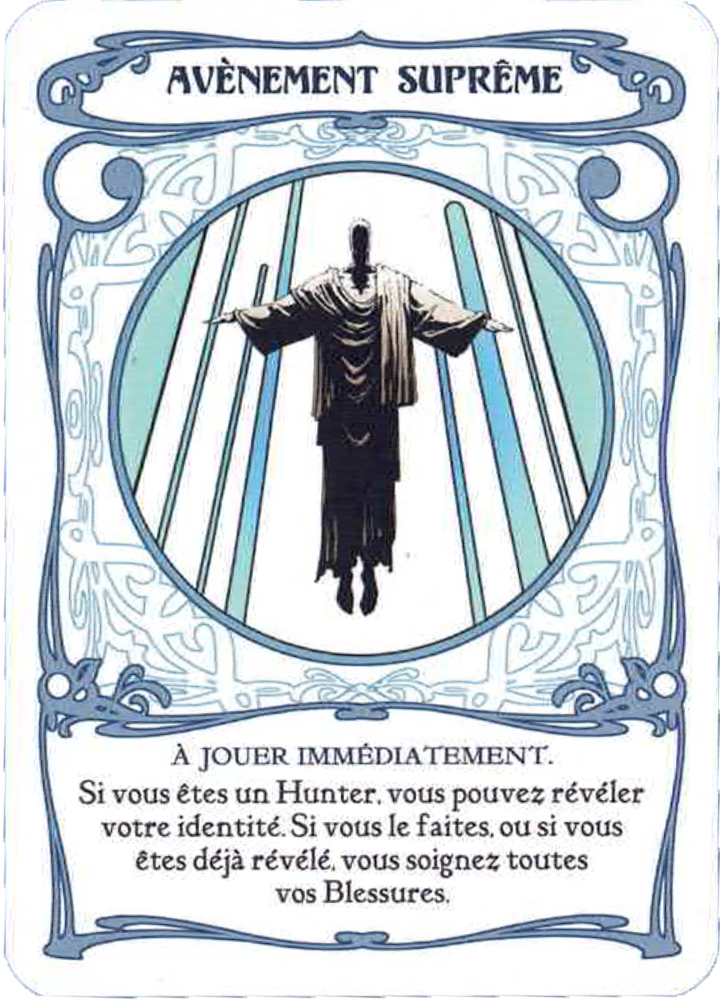 AVÈNEMENT SUPRÊME
À JOUER IMMÉDIATEMENT.
Si vous êtes un Hunter, vous pouvez révéler
votre identité. Si vous le faites, ou si vous
êtes déjà révélé, vous soignez toutes
vos Blessures.